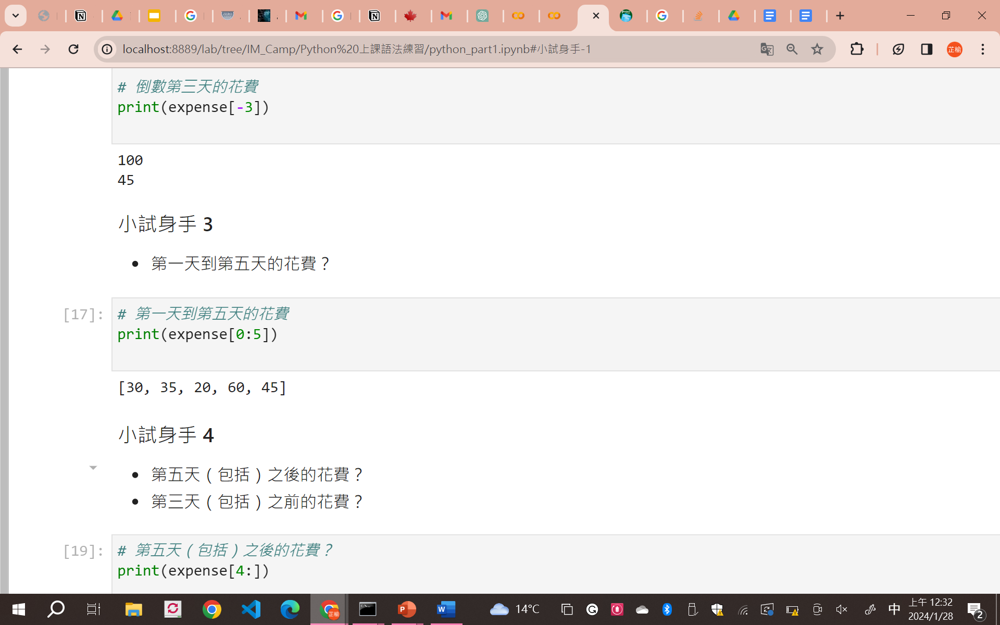 localhost:8889/lab/tree/IM_Camp/Python%20上課語法練習/python_part1.ipynb#小試身手-1
芷榆
# 倒數第三天的花費
print(expense[-3])
100
45
小試身手 3
• 第一天到第五天的花費？
[17]:
# 第一天到第五天的花費
print(expense[0:5])
[30, 35, 20, 60, 45]
小試身手 4
• 第五天（包括）之後的花費？
• 第三天（包括）之前的花費？
[19]:
# 第五天（包括）之後的花費？
print(expense[4:])
14°C
中
上午 12:32
2024/1/28
2